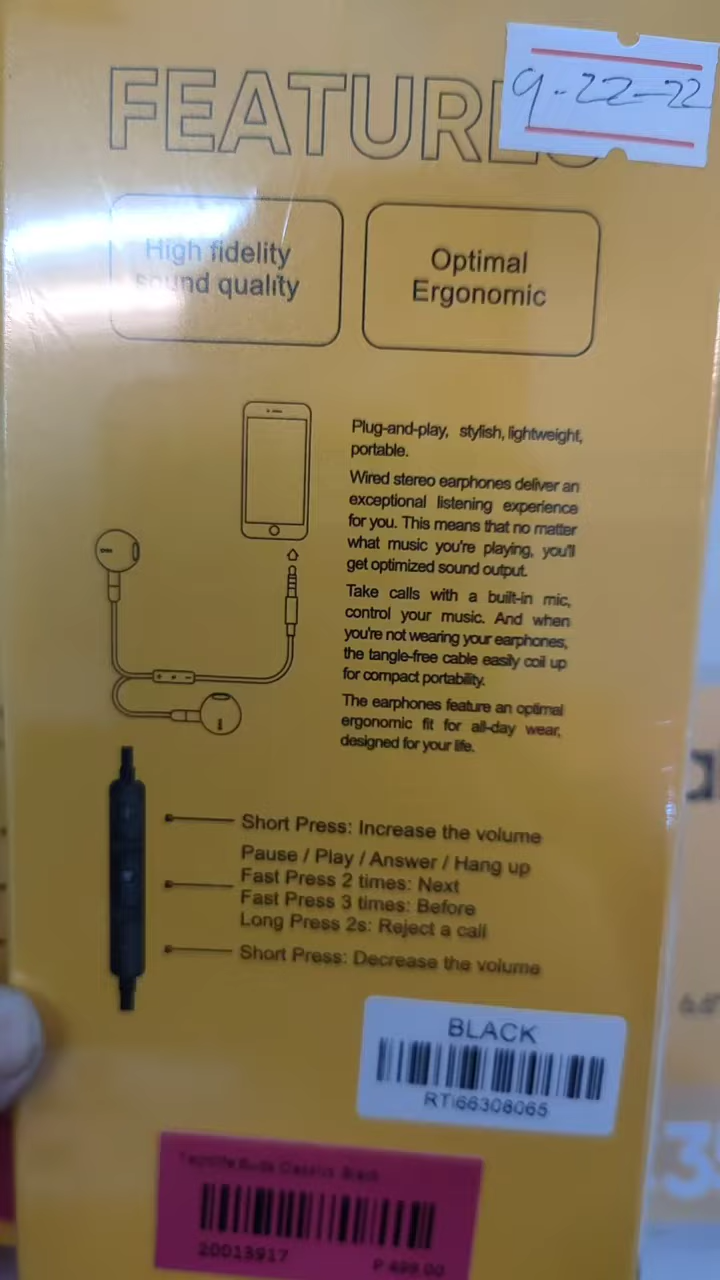 FEATURES
9-22-22
High fidelity
sound quality
Optimal
Ergonomic
Plug-and-play, stylish, lightweight,
portable.
Wired stereo earphones deliver an
exceptional listening experience
for you. This means that no matter
what music you're playing, you'll
get optimized sound output.
Take calls with a built-in mic,
control your music. And when
you're not wearing your earphones,
the tangle-free cable easily coil up
for compact portability.
The earphones feature an optimal
ergonomic fit for all-day wear,
designed for your life.
Short Press: Increase the volume
Pause / Play / Answer / Hang up
Fast Press 2 times: Next
Fast Press 3 times: Before
Long Press 2s: Reject a call
Short Press: Decrease the volume
BLACK
RTI66308065
Black
20013917
P 499.00